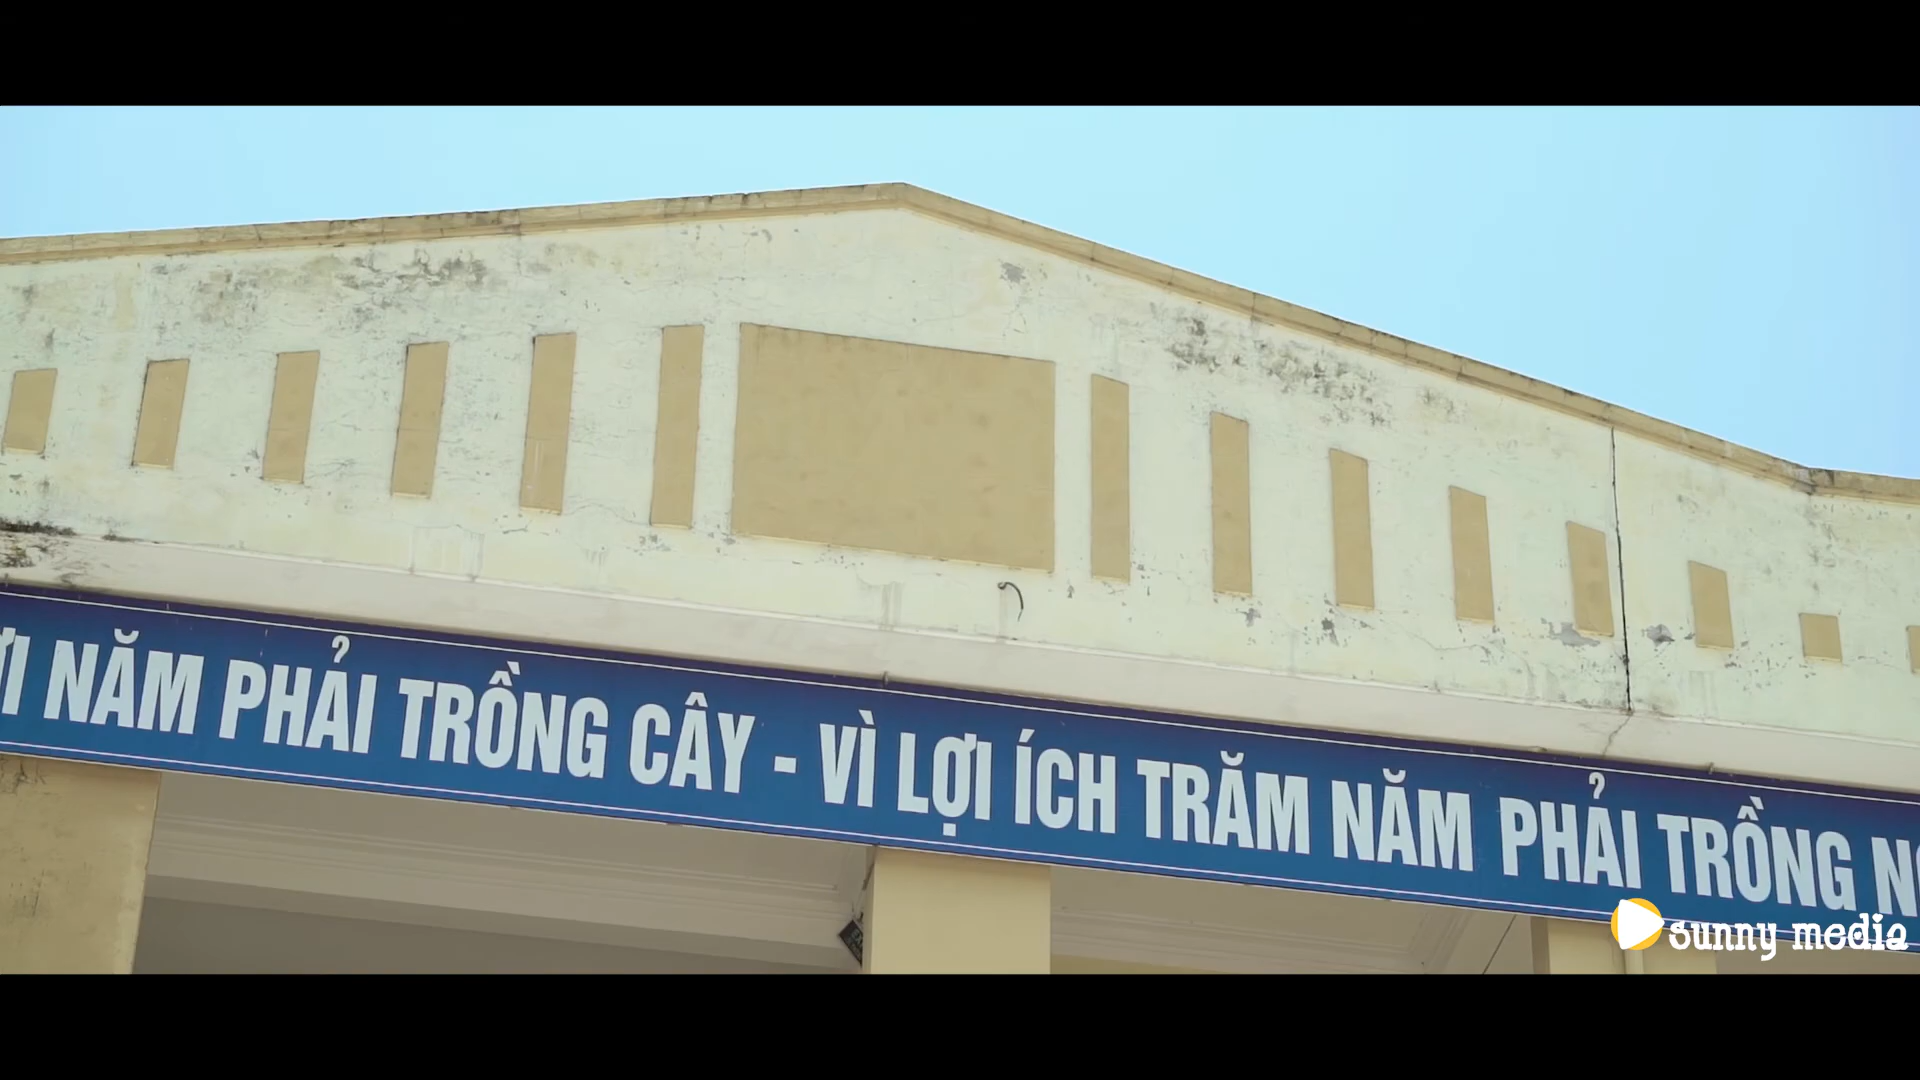 NĂM PHẢI TRỒNG CÂY - VÌ LỢI ÍCH TRĂM NĂM PHẢI TRỒNG
sunny media